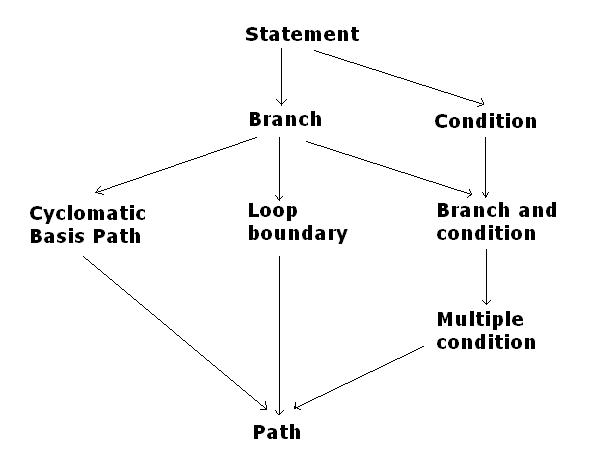 Statement
Branch
Condition
Cyclomatic
Basis Path
Loop
boundary
Branch and
condition
Multiple
condition
Path